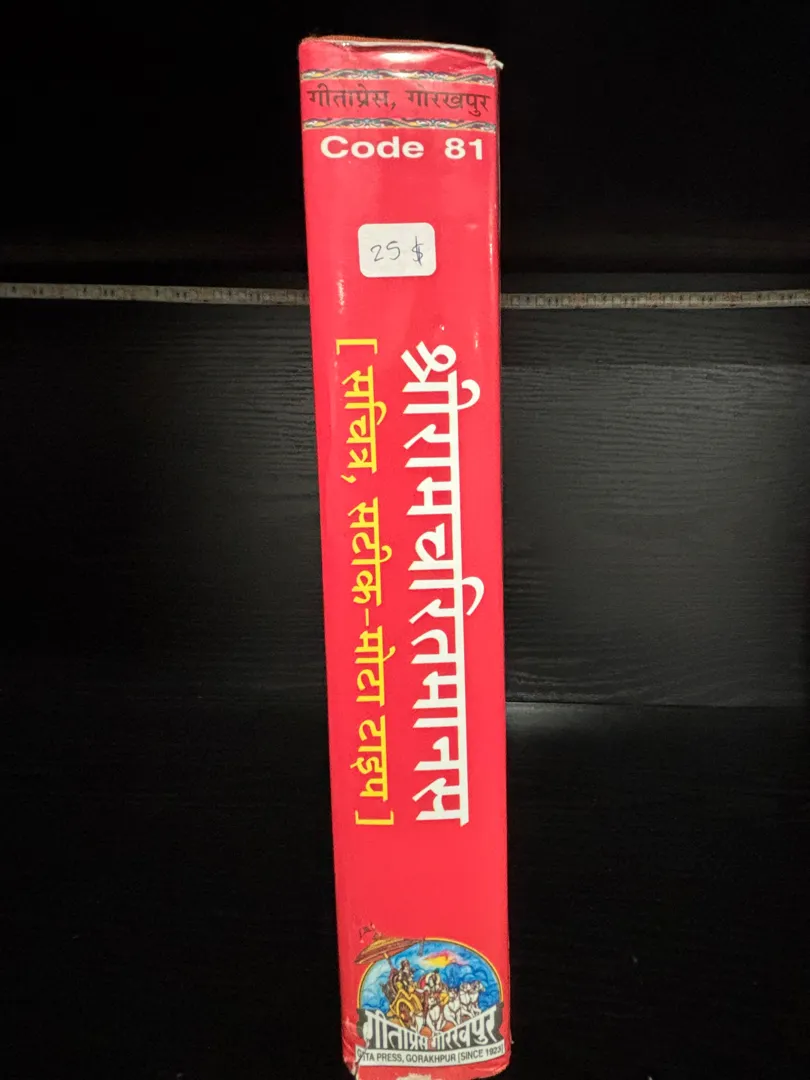 गीताप्रेस, गोरखपुर
Code 81
25 $
श्रीरामचरितमानस
[ सचित्र, सटीक-मोटा टाइप ]
गीताप्रेस गोरखपुर
GITA PRESS, GORAKHPUR [SINCE 1923]